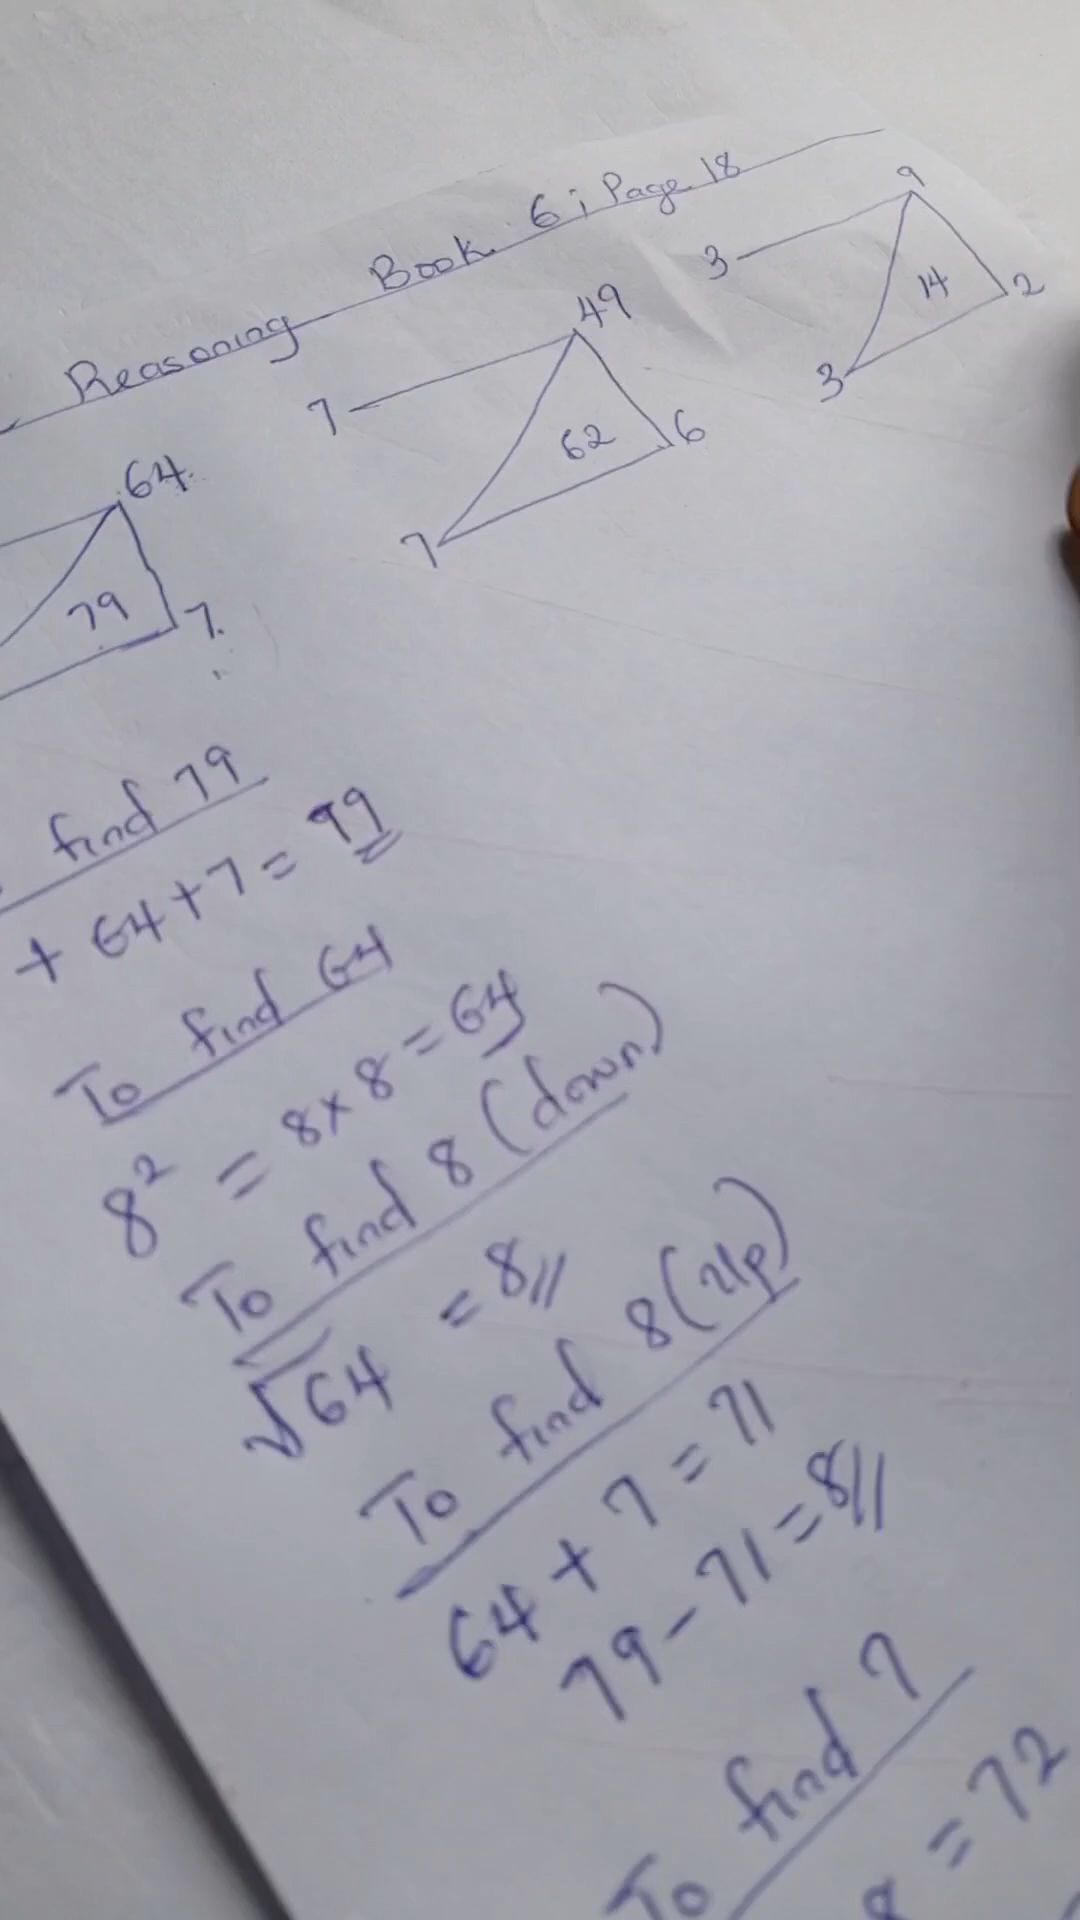 Reasoning Book 6; Page 18
64
7
79
49
7
62
6
7
9
3
14
2
3
find 79
+ 64+7= 79
To find 64
8² = 8×8=64
To find 8 (down)
√64 = 8//
To find 8 (up)
64 + 7 = 71
79-71=8//
To find 7
8 = 72